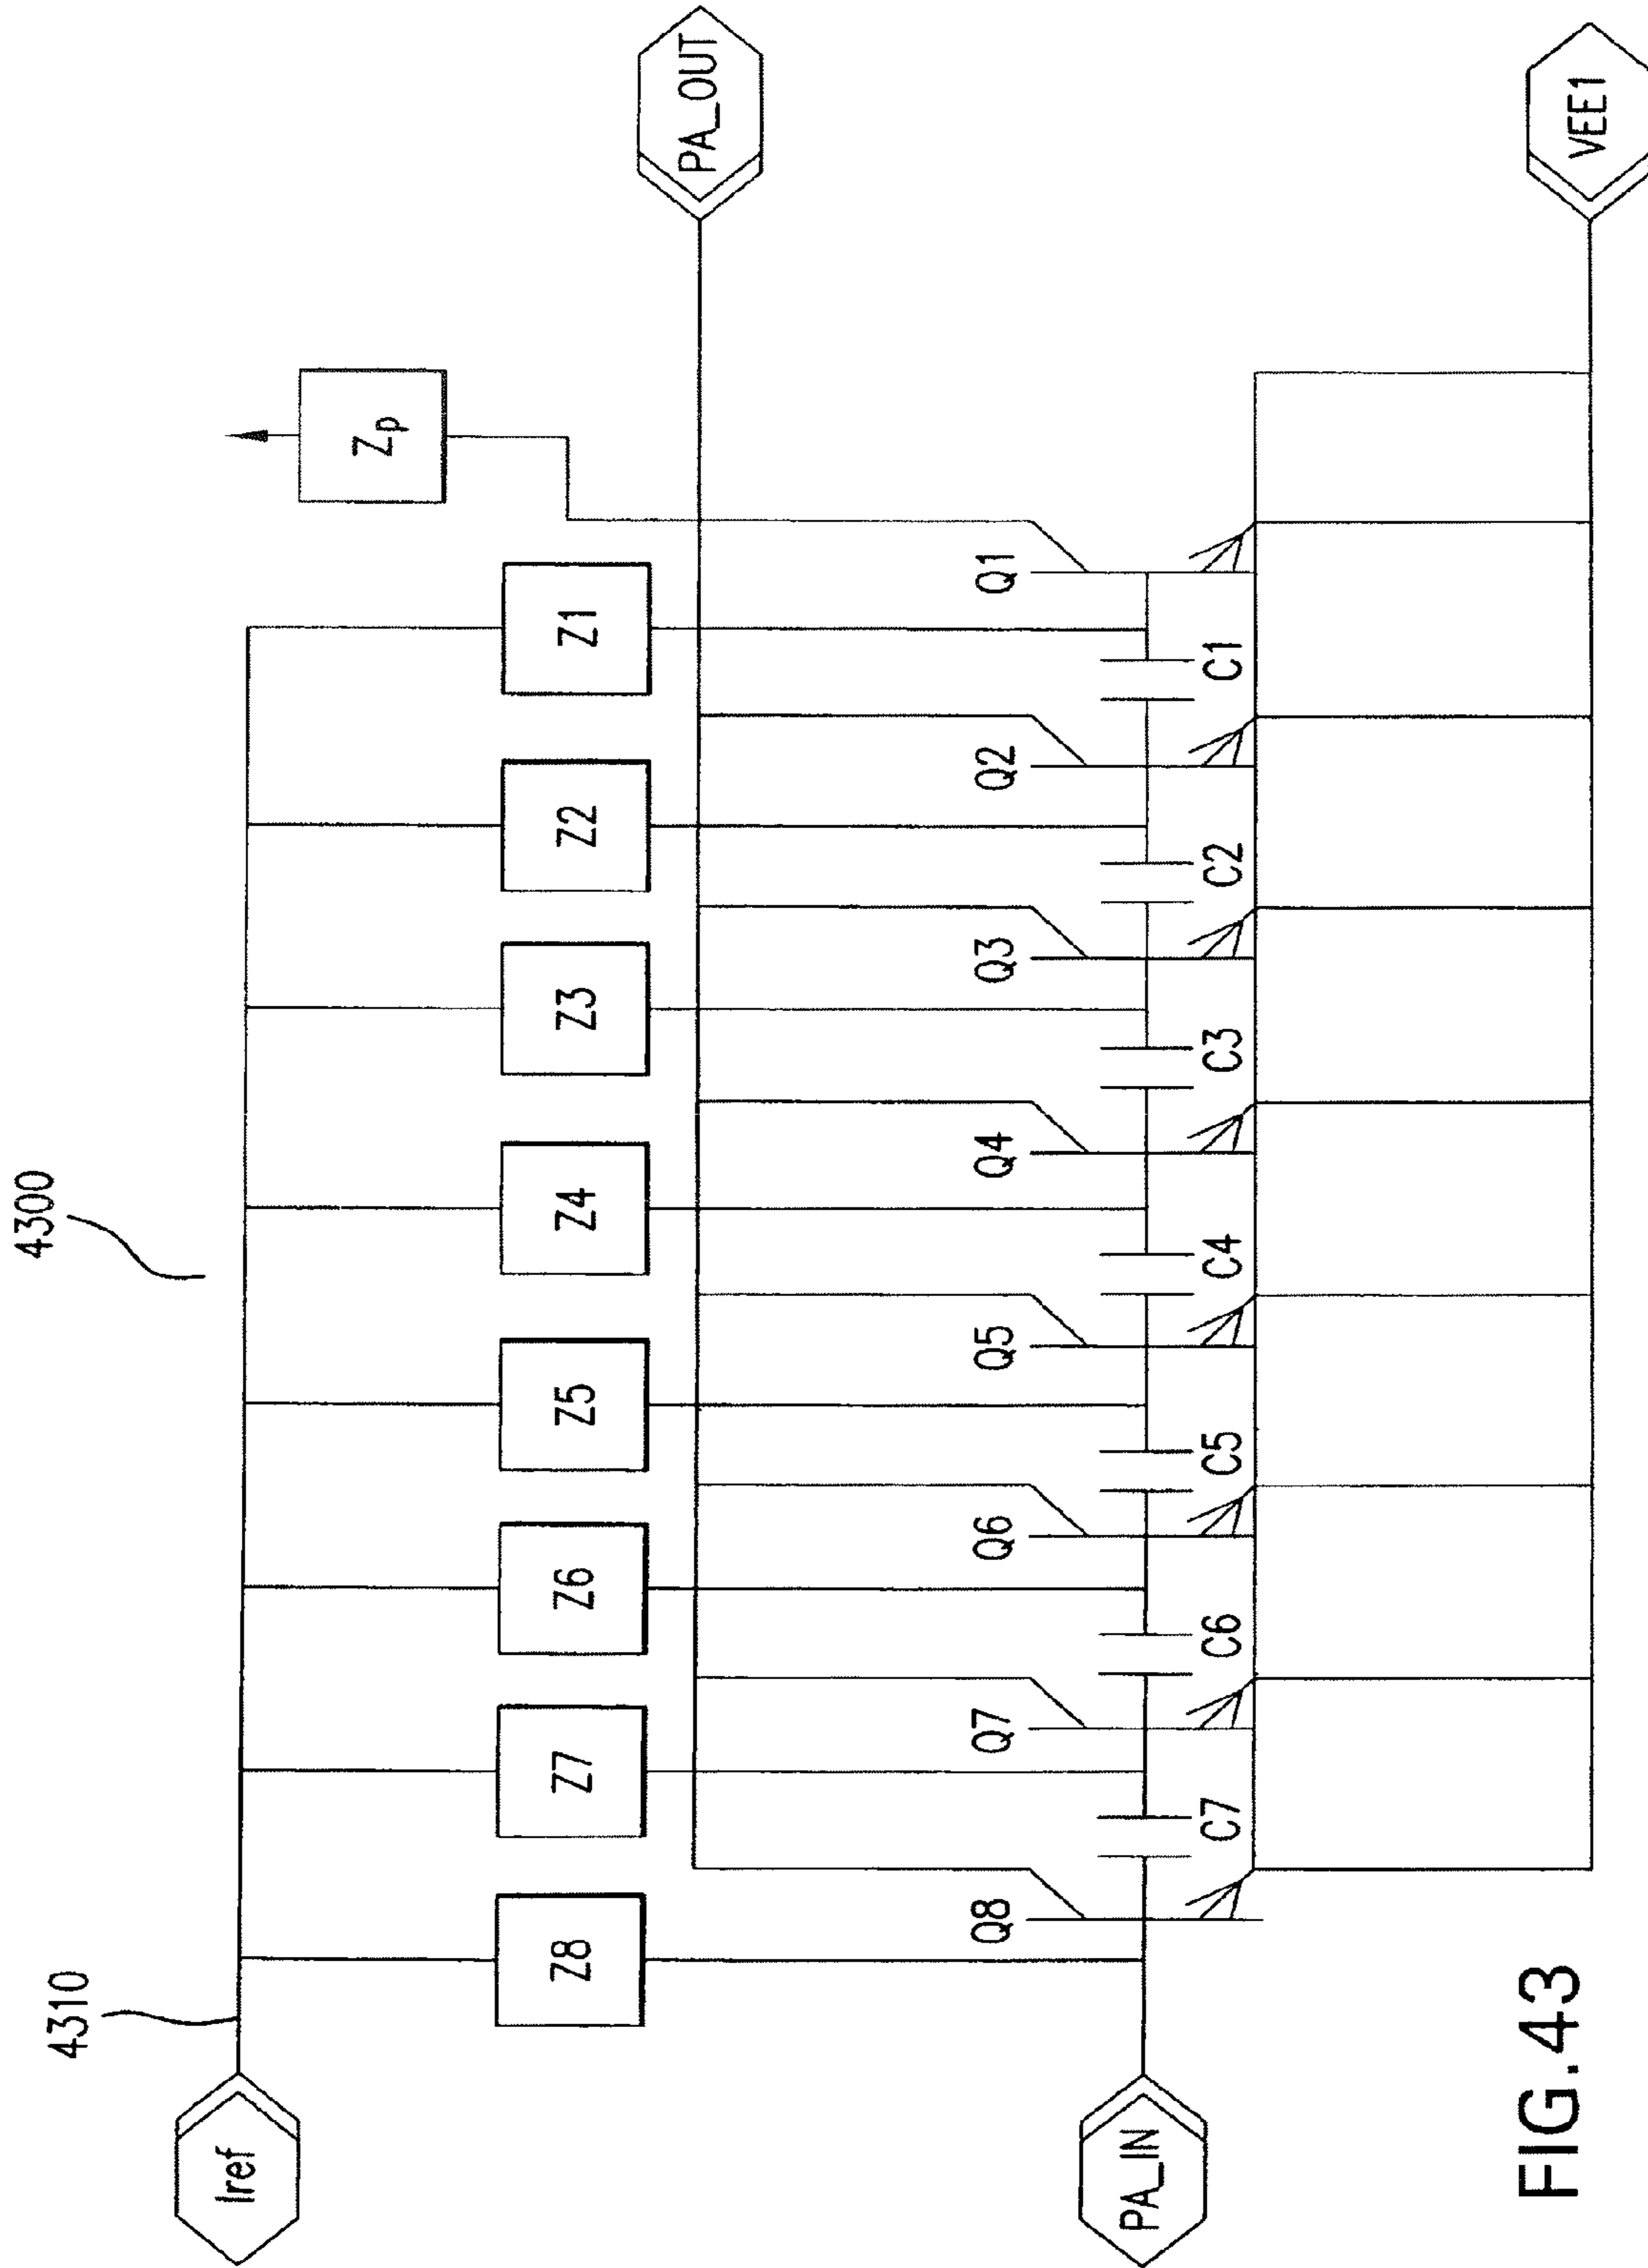 4300
4310
Iref
Z8
Z7
Z6
Z5
Z4
Z3
Z2
Z1
Zp
PA_OUT
Q8
Q7
Q6
Q5
Q4
Q3
Q2
Q1
PA_IN
C7
C6
C5
C4
C3
C2
C1
VEE1
FIG.43